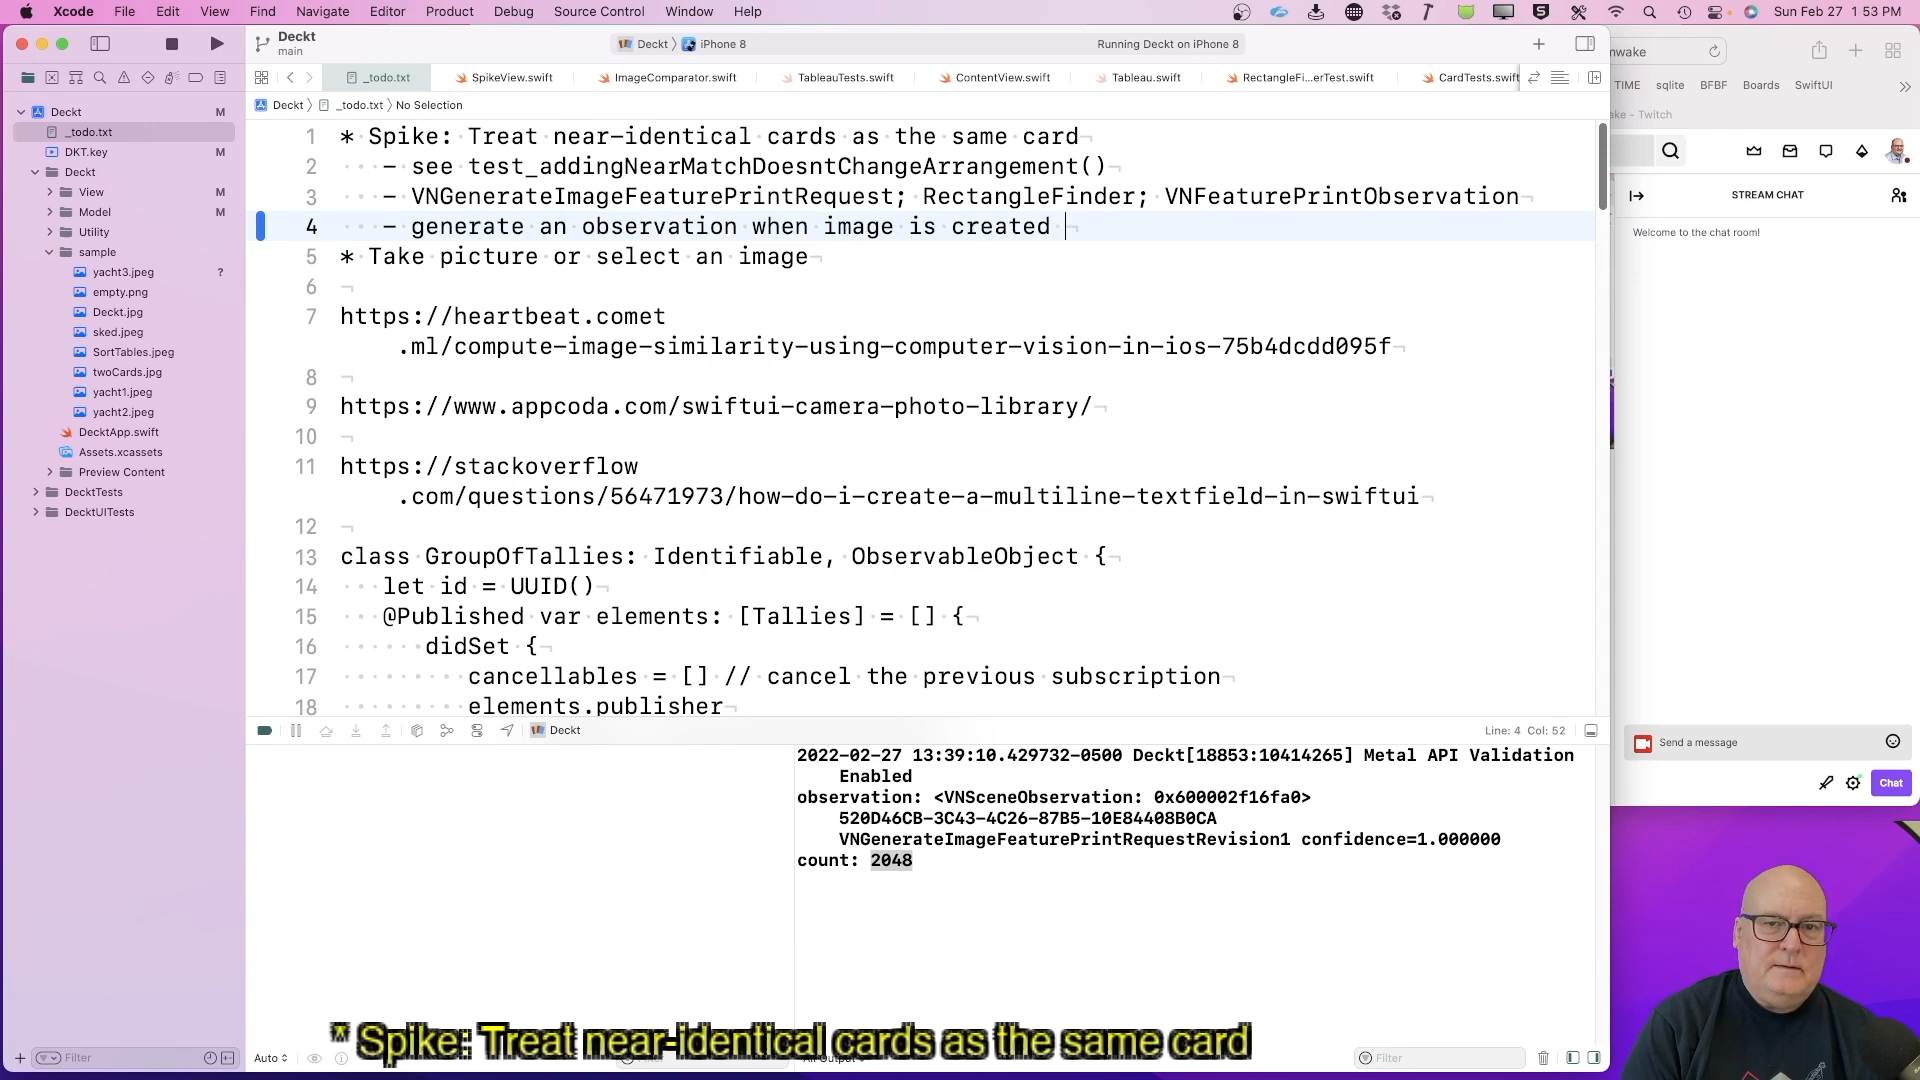 Xcode File Edit View Find Navigate Editor Product Debug Source Control Window Help Sun Feb 27 1:53 PM
Deckt
main
Deckt iPhone 8 Running Deckt on iPhone 8
_todo.txt SpikeView.swift ImageComparator.swift TableauTests.swift ContentView.swift Tableau.swift RectangleFi...erTest.swift CardTests.swift
Deckt _todo.txt No Selection
Deckt M
_todo.txt
DKT.key M
Deckt
View M
Model M
Utility
sample
yacht3.jpeg ?
empty.png
Deckt.jpg
sked.jpeg
SortTables.jpeg
twoCards.jpg
yacht1.jpeg
yacht2.jpeg
DecktApp.swift
Assets.xcassets
Preview Content
DecktTests
DecktUITests
Filter
1 * Spike: Treat near-identical cards as the same card
2 - see test_addingNearMatchDoesntChangeArrangement()
3 - VNGenerateImageFeaturePrintRequest; RectangleFinder; VNFeaturePrintObservation
4 - generate an observation when image is created
5 * Take picture or select an image
6
7 https://heartbeat.comet
.ml/compute-image-similarity-using-computer-vision-in-ios-75b4dcdd095f
8
9 https://www.appcoda.com/swiftui-camera-photo-library/
10
11 https://stackoverflow
.com/questions/56471973/how-do-i-create-a-multiline-textfield-in-swiftui
12
13 class GroupOfTallies: Identifiable, ObservableObject {
14 let id = UUID()
15 @Published var elements: [Tallies] = [] {
16 didSet {
17 cancellables = [] // cancel the previous subscription
18 elements.publisher
Deckt Line: 4 Col: 52
2022-02-27 13:39:10.429732-0500 Deckt[18853:10414265] Metal API Validation
Enabled
observation: <VNSceneObservation: 0x600002f16fa0>
520D46CB-3C43-4C26-87B5-10E84408B0CA
VNGenerateImageFeaturePrintRequestRevision1 confidence=1.000000
count: 2048
* Spike: Treat near-identical cards as the same card
Auto Output Filter
nwake
TIME sqlite BFBF Boards SwiftUI
ake - Twitch
STREAM CHAT
Welcome to the chat room!
Send a message
Chat